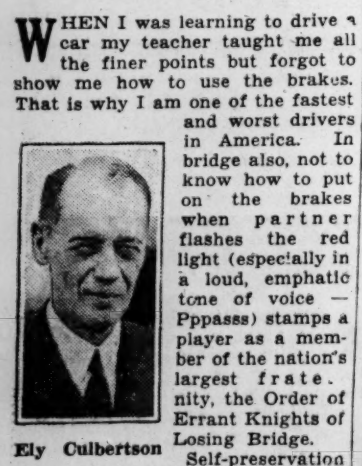 WHEN I was learning to drive a
car my teacher taught me all
the finer points but forgot to
show me how to use the brakes.
That is why I am one of the fastest
and worst drivers
in America. In
bridge also, not to
know how to put
on the brakes
when partner
flashes the red
light (especially in
a loud, emphatic
tone of voice —
Pppasss) stamps a
player as a mem-
ber of the nation's
largest frate-
nity, the Order of
Errant Knights of
Losing Bridge.
Self-preservation
Ely Culbertson